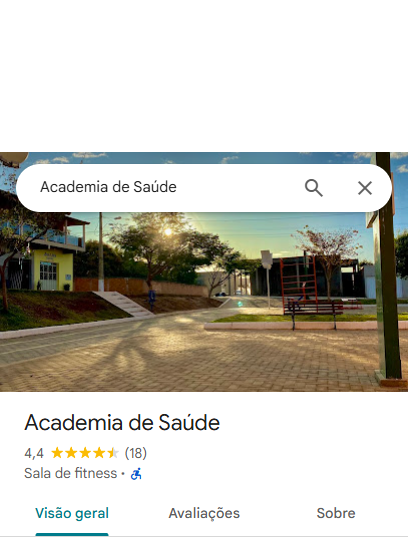 Academia de Saúde
Academia de Saúde
4,4 (18)
Sala de fitness ·
Visão geral Avaliações Sobre